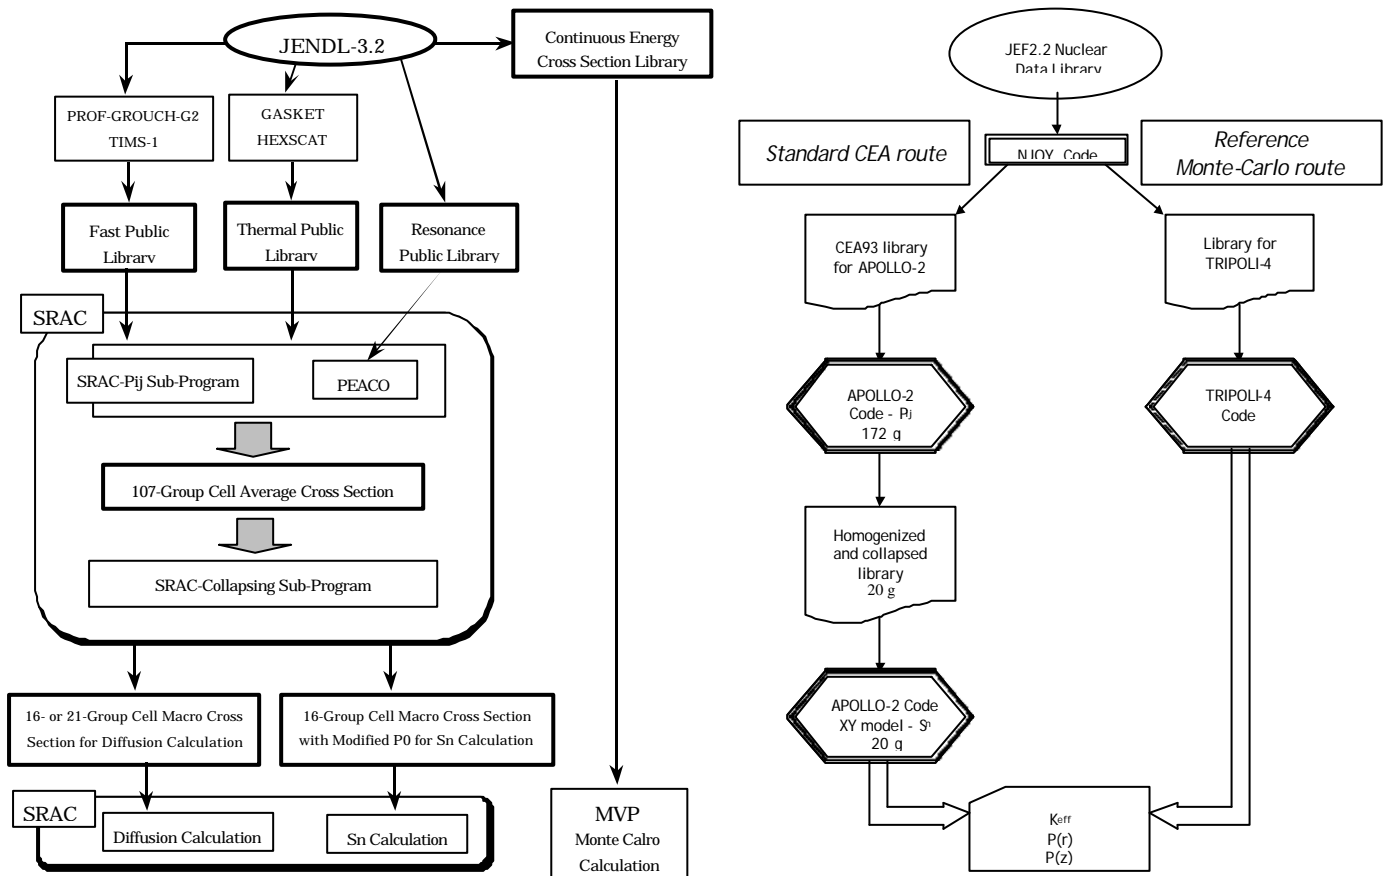 JENDL-3.2
Continuous Energy
Cross Section Library
PROF-GROUCH-G2
TIMS-1
GASKET
HEXSCAT
Fast Public
Library
Thermal Public
Library
Resonance
Public Library
SRAC
SRAC-Pij Sub-Program
PEACO
107-Group Cell Average Cross Section
SRAC-Collapsing Sub-Program
16- or 21-Group Cell Macro Cross
Section for Diffusion Calculation
16-Group Cell Macro Cross Section
with Modified P0 for Sn Calculation
SRAC
Diffusion Calculation
Sn Calculation
MVP
Monte Calro
Calculation
JEF2.2 Nuclear
Data Library
Standard CEA route
NJOY Code
Reference
Monte-Carlo route
CEA93 library
for APOLLO-2
Library for
TRIPOLI-4
APOLLO-2
Code - Pij
172 g
TRIPOLI-4
Code
Homogenized
and collapsed
library
20 g
APOLLO-2 Code
XY model - Sn
20 g
Keff
P(r)
P(z)